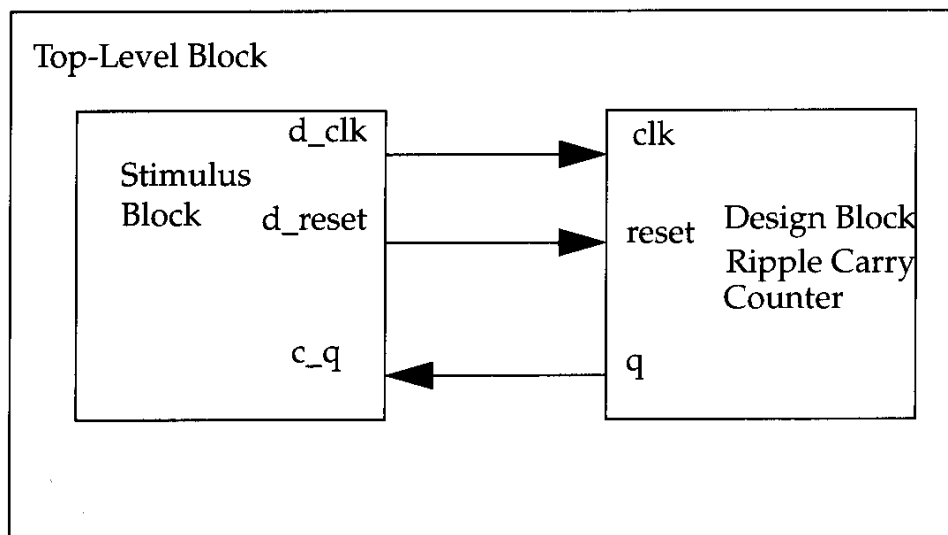 Top-Level Block
d_clk
Stimulus
Block
d_reset
c_q
clk
reset
Design Block
Ripple Carry
Counter
q